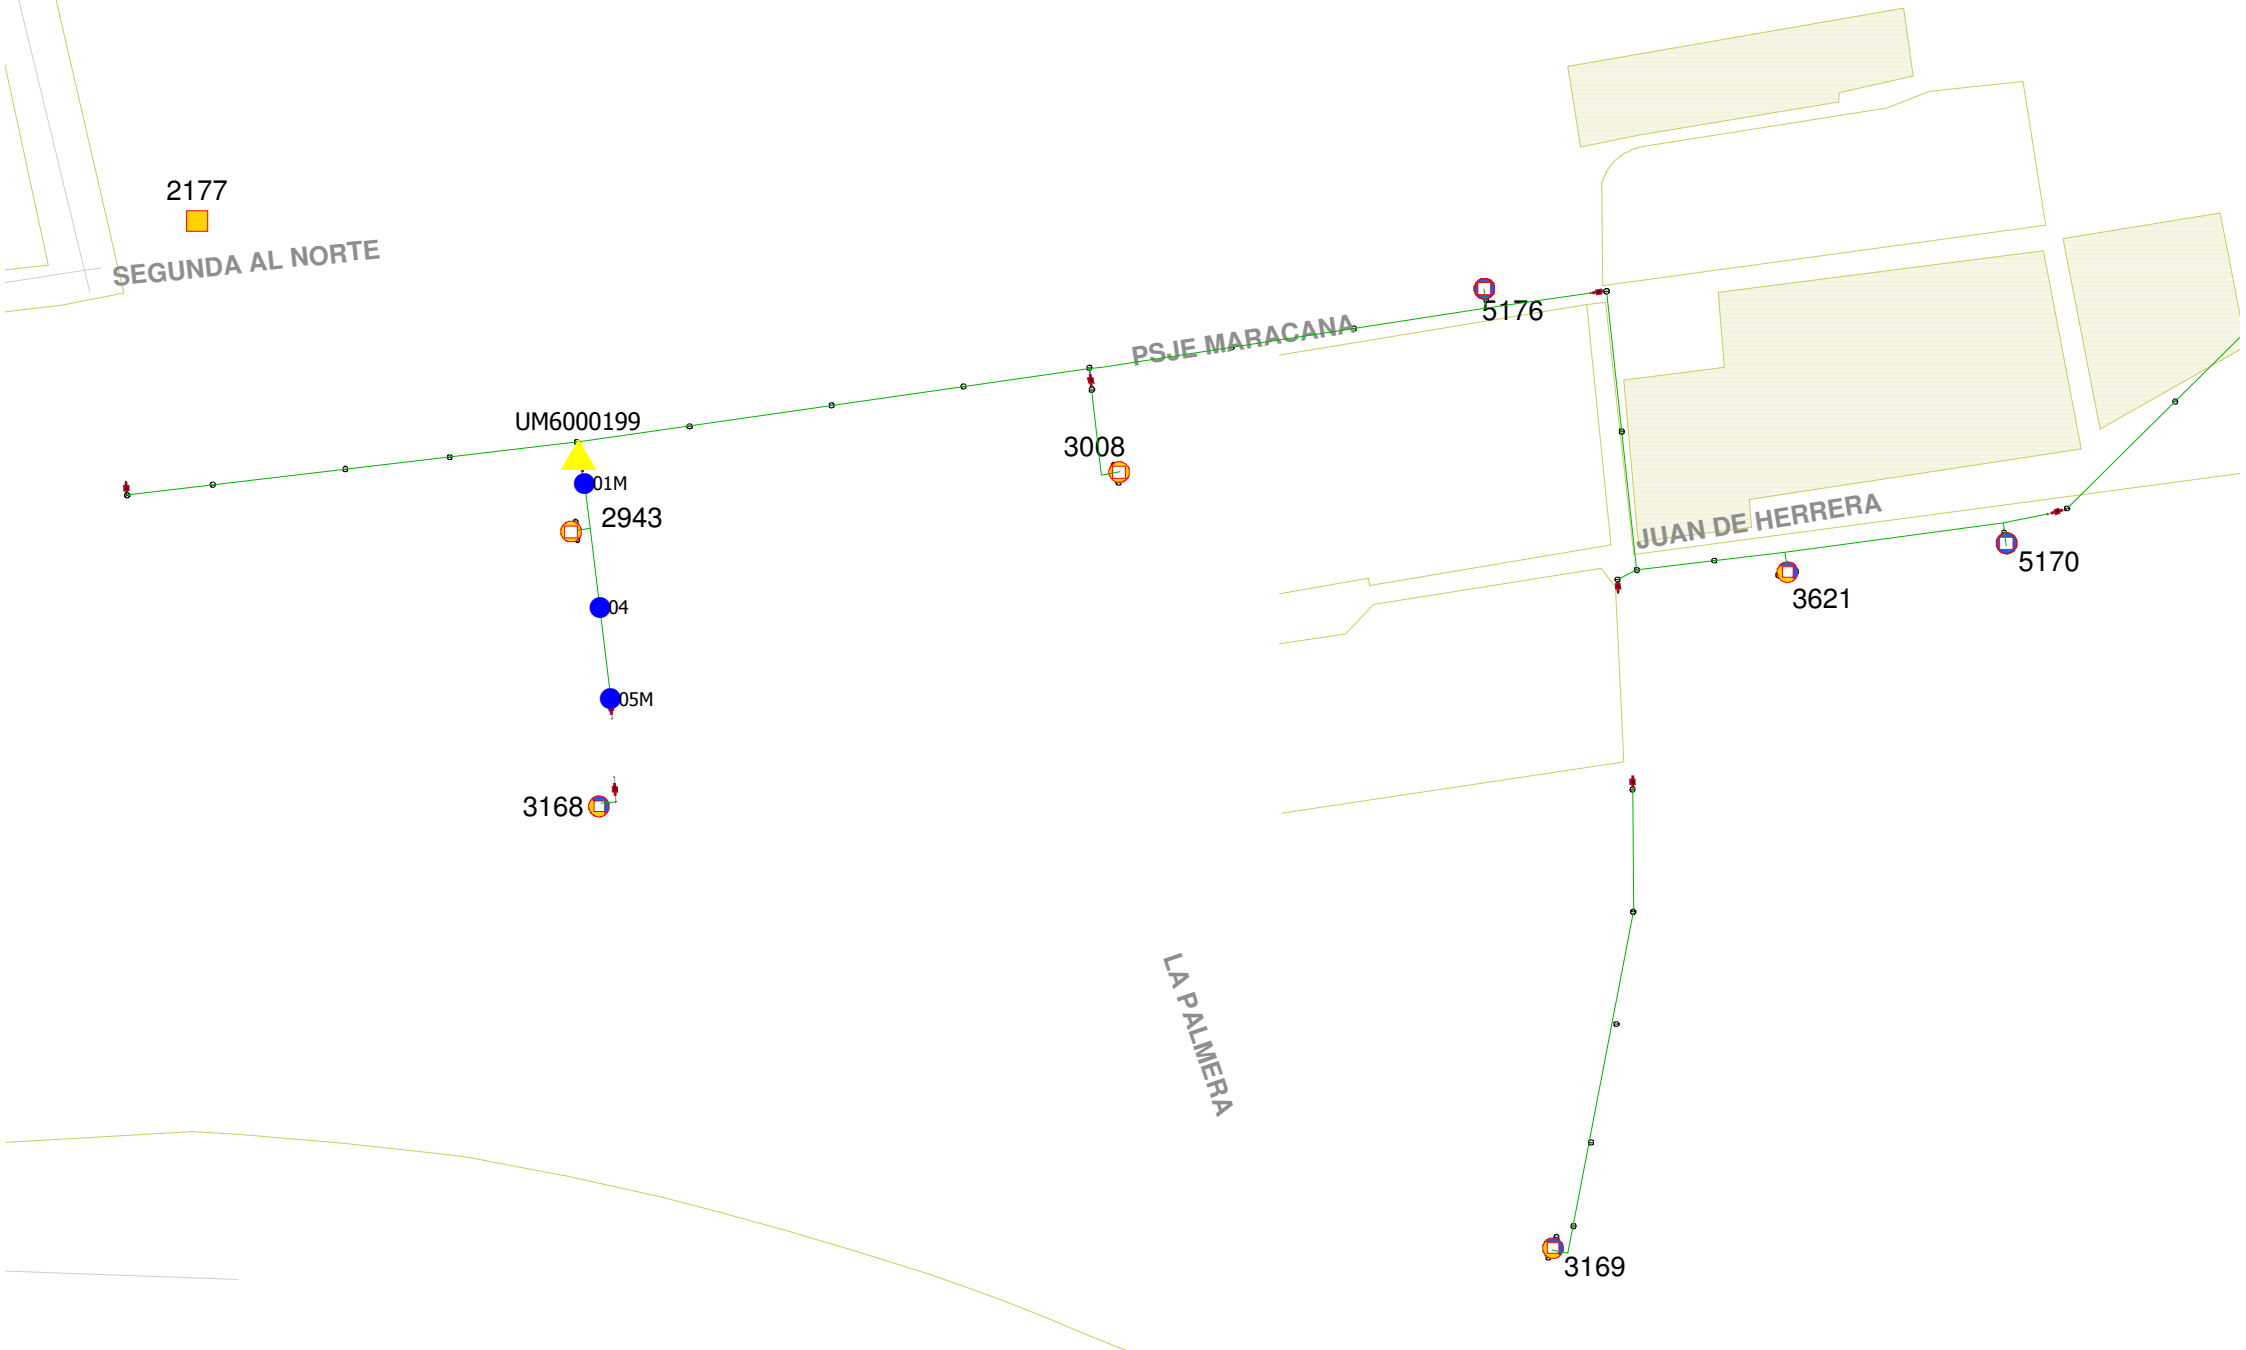 2177
SEGUNDA AL NORTE
5176
PSJE MARACANA
UM6000199
3008
01M
2943
JUAN DE HERRERA
5170
3621
04
05M
3168
LA PALMERA
3169